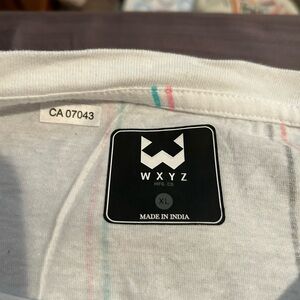 CA 07043
WXYZ
MFG. CO
XL
MADE IN INDIA